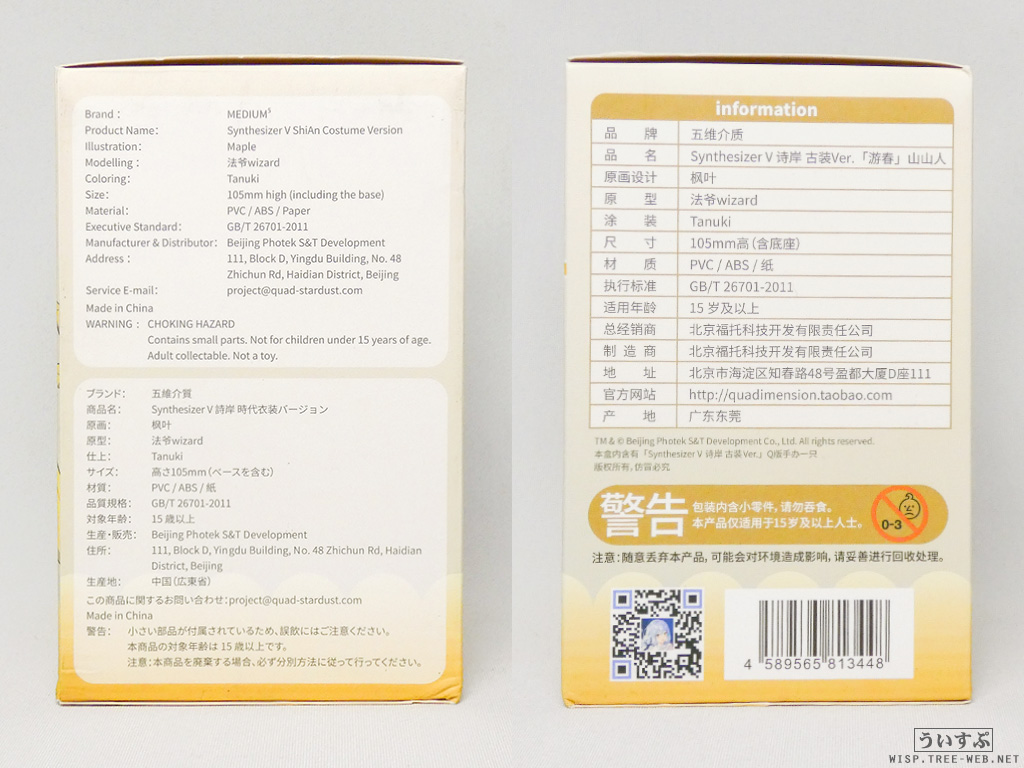 Brand : MEDIUM⁵
Product Name: Synthesizer V ShiAn Costume Version
Illustration: Maple
Modelling : 法爷wizard
Coloring: Tanuki
Size: 105mm high (including the base)
Material: PVC / ABS / Paper
Executive Standard: GB/T 26701-2011
Manufacturer & Distributor: Beijing Photek S&T Development
Address : 111, Block D, Yingdu Building, No. 48
Zhichun Rd, Haidian District, Beijing
Service E-mail: project@quad-stardust.com
Made in China
WARNING : CHOKING HAZARD
Contains small parts. Not for children under 15 years of age.
Adult collectable. Not a toy.
ブランド: 五维介質
商品名: Synthesizer V 詩岸 時代衣装バージョン
原画: 枫叶
原型: 法爷wizard
仕上: Tanuki
サイズ: 高さ105mm(ベースを含む)
材質: PVC / ABS / 紙
品質規格: GB/T 26701-2011
対象年齢: 15 歳以上
生産・販売: Beijing Photek S&T Development
住所: 111, Block D, Yingdu Building, No. 48 Zhichun Rd, Haidian
District, Beijing
生産地: 中国(広東省)
この商品に関するお問い合わせ:project@quad-stardust.com
Made in China
警告: 小さい部品が付属されているため、誤飲にはご注意ください。
本商品の対象年齢は 15 歳以上です。
注意:本商品を廃棄する場合、必ず分別方法に従って行ってください。
information
品 牌 五维介质
品 名 Synthesizer V 诗岸 古装Ver.「游春」山山人
原画设计 枫叶
原 型 法爷wizard
涂 装 Tanuki
尺 寸 105mm高(含底座)
材 质 PVC / ABS / 纸
执行标准 GB/T 26701-2011
适用年龄 15 岁及以上
总经销商 北京福托科技开发有限责任公司
制 造 商 北京福托科技开发有限责任公司
地 址 北京市海淀区知春路48号盈都大厦D座111
官方网站 http://quadimension.taobao.com
产 地 广东东莞
TM & © Beijing Photek S&T Development Co., Ltd. All rights reserved.
本盒内含有「Synthesizer V 诗岸 古装Ver.」Q版手办一只
版权所有, 仿冒必究
警告 包装内含小零件, 请勿吞食。
本产品仅适用于15岁及以上人士。
0-3
注意:随意丢弃本产品, 可能会对环境造成影响, 请妥善进行回收处理。
4 589565 813448
ういすぷ
WISP.TREE-WEB.NET